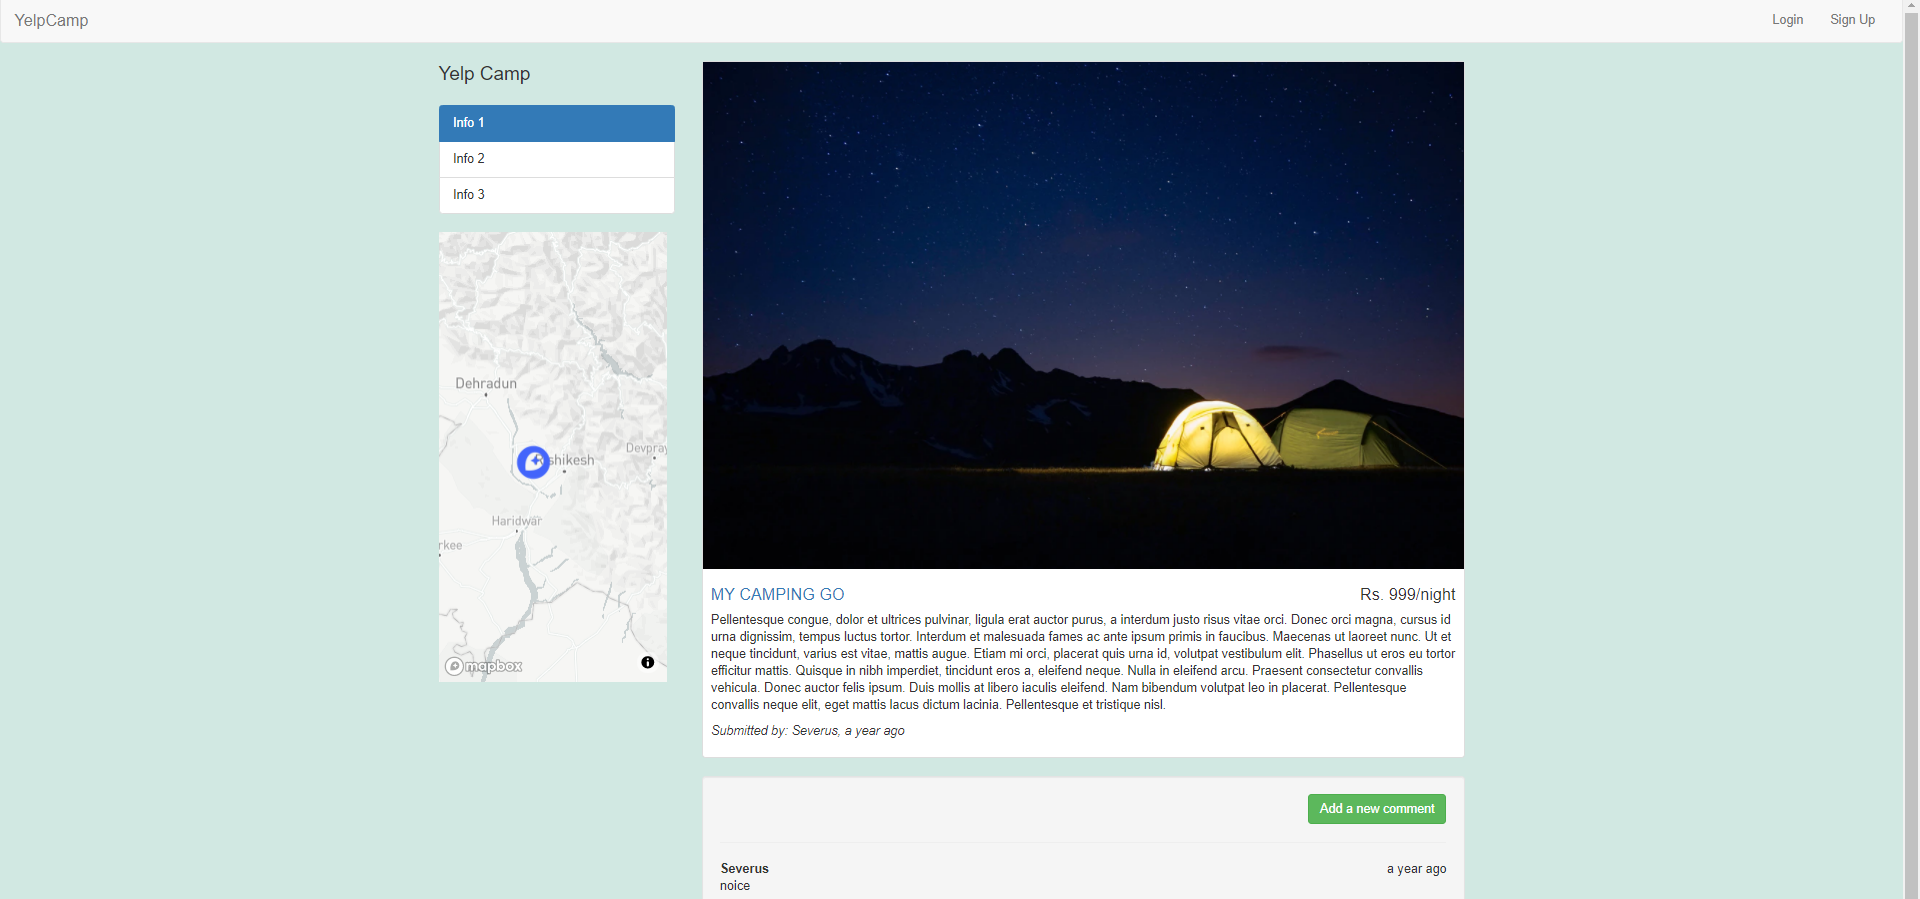 YelpCamp
Login
Sign Up
Yelp Camp
Info 1
Info 2
Info 3
Dehradun
Devpray
shikesh
Haridwar
rkee
mapbox
MY CAMPING GO
Rs. 999/night
Pellentesque congue, dolor et ultrices pulvinar, ligula erat auctor purus, a interdum justo risus vitae orci. Donec orci magna, cursus id
urna dignissim, tempus luctus tortor. Interdum et malesuada fames ac ante ipsum primis in faucibus. Maecenas ut laoreet nunc. Ut et
neque tincidunt, varius est vitae, mattis augue. Etiam mi orci, placerat quis urna id, volutpat vestibulum elit. Phasellus ut eros eu tortor
efficitur mattis. Quisque in nibh imperdiet, tincidunt eros a, eleifend neque. Nulla in eleifend arcu. Praesent consectetur convallis
vehicula. Donec auctor felis ipsum. Duis mollis at libero iaculis eleifend. Nam bibendum volutpat leo in placerat. Pellentesque
convallis neque elit, eget mattis lacus dictum lacinia. Pellentesque et tristique nisl.
Submitted by: Severus, a year ago
Add a new comment
Severus
a year ago
noice